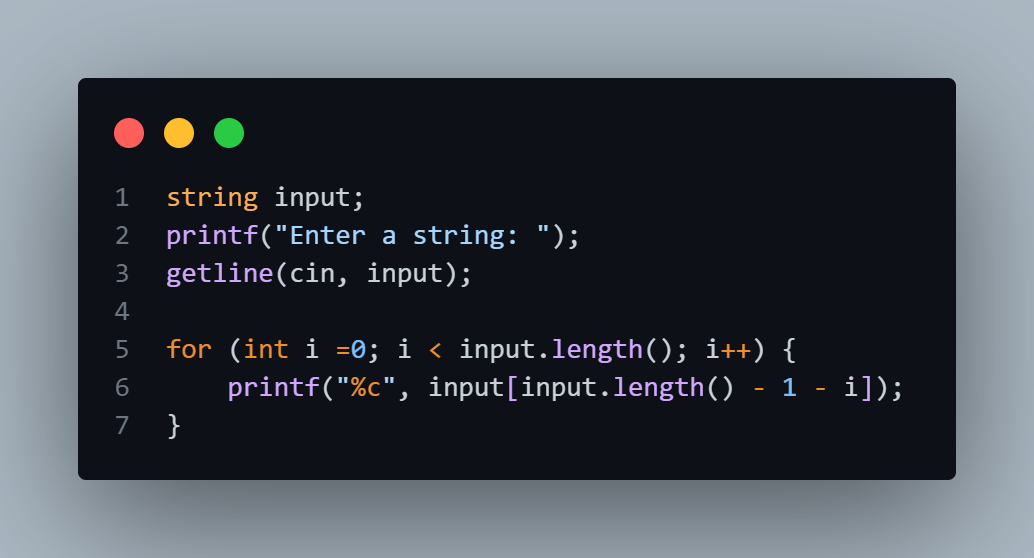 1 string input;
2 printf("Enter a string: ");
3 getline(cin, input);
4
5 for (int i =0; i < input.length(); i++) {
6     printf("%c", input[input.length() - 1 - i]);
7 }